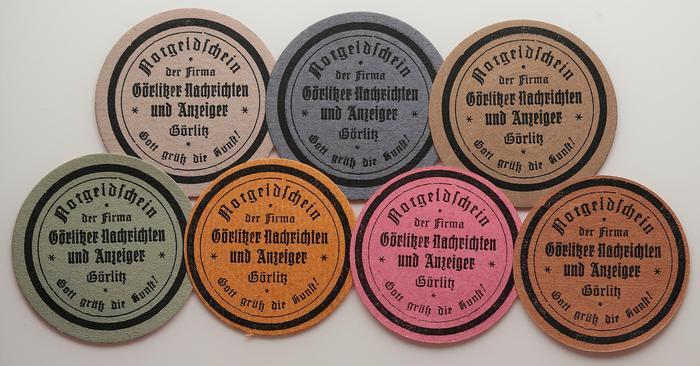 Notgeldschein
der Firma
Görlitzer Nachrichten
und Anzeiger
* Görlitz *
*
Gott grüß die Kunst!
Notgeldschein
der Firma
Görlitzer Nachrichten
und Anzeiger
* Görlitz *
*
Gott grüß die Kunst!
Notgeldschein
der Firma
Görlitzer Nachrichten
und Anzeiger
* Görlitz *
*
Gott grüß die Kunst!
Notgeldschein
der Firma
Görlitzer Nachrichten
und Anzeiger
* Görlitz *
*
Gott grüß die Kunst!
Notgeldschein
der Firma
Görlitzer Nachrichten
und Anzeiger
* Görlitz *
*
Gott grüß die Kunst!
Notgeldschein
der Firma
Görlitzer Nachrichten
und Anzeiger
* Görlitz *
*
Gott grüß die Kunst!
Notgeldschein
der Firma
Görlitzer Nachrichten
und Anzeiger
* Görlitz *
*
Gott grüß die Kunst!